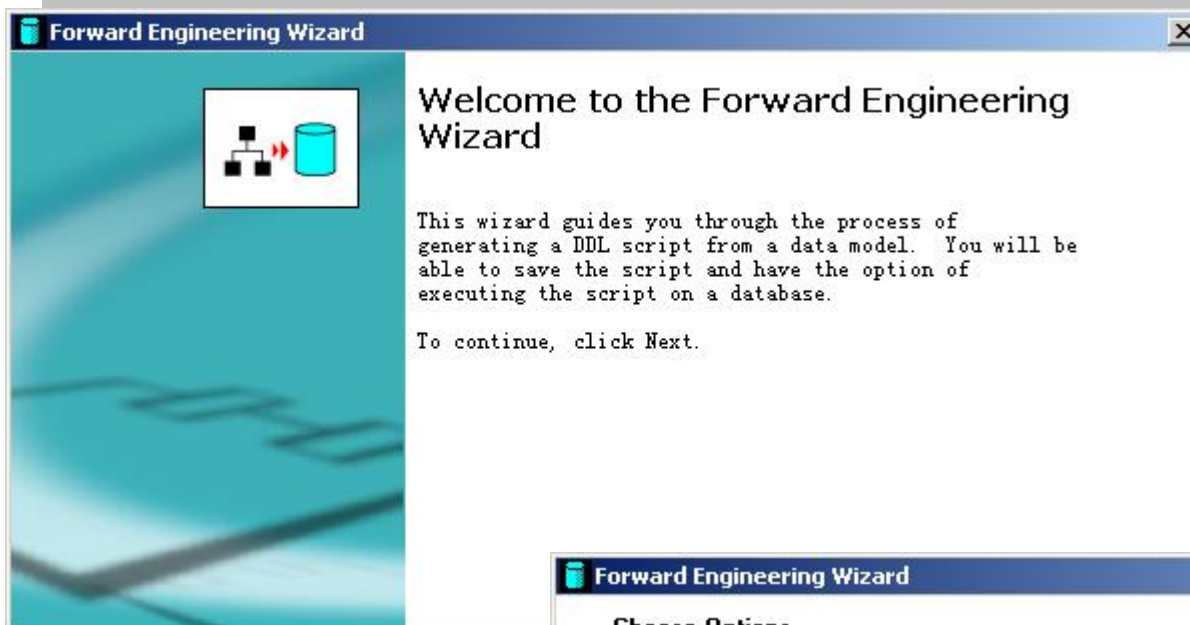 Forward Engineering Wizard
Welcome to the Forward Engineering
Wizard
This wizard guides you through the process of
generating a DDL script from a data model.  You will be
able to save the script and have the option of
executing the script on a database.
To continue, click Next.
Forward Engineering Wizard
Choose Options